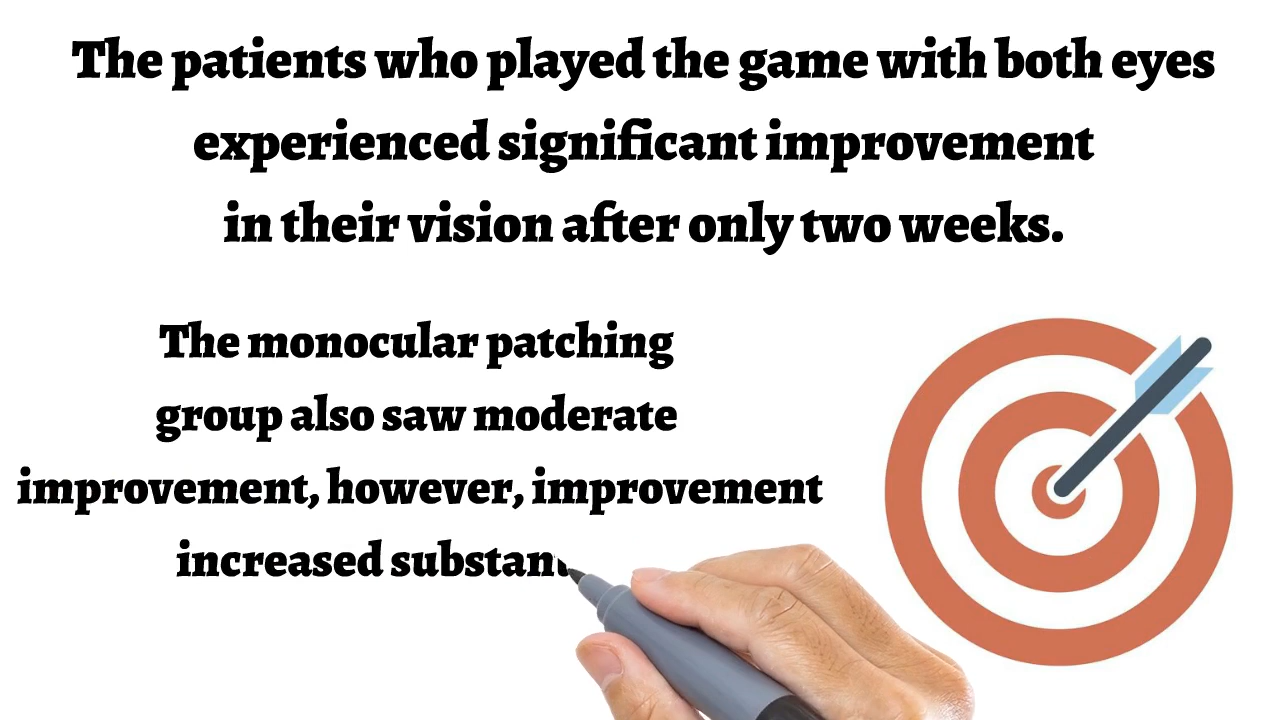 The patients who played the game with both eyes
experienced significant improvement
in their vision after only two weeks.
The monocular patching
group also saw moderate
improvement, however, improvement
increased